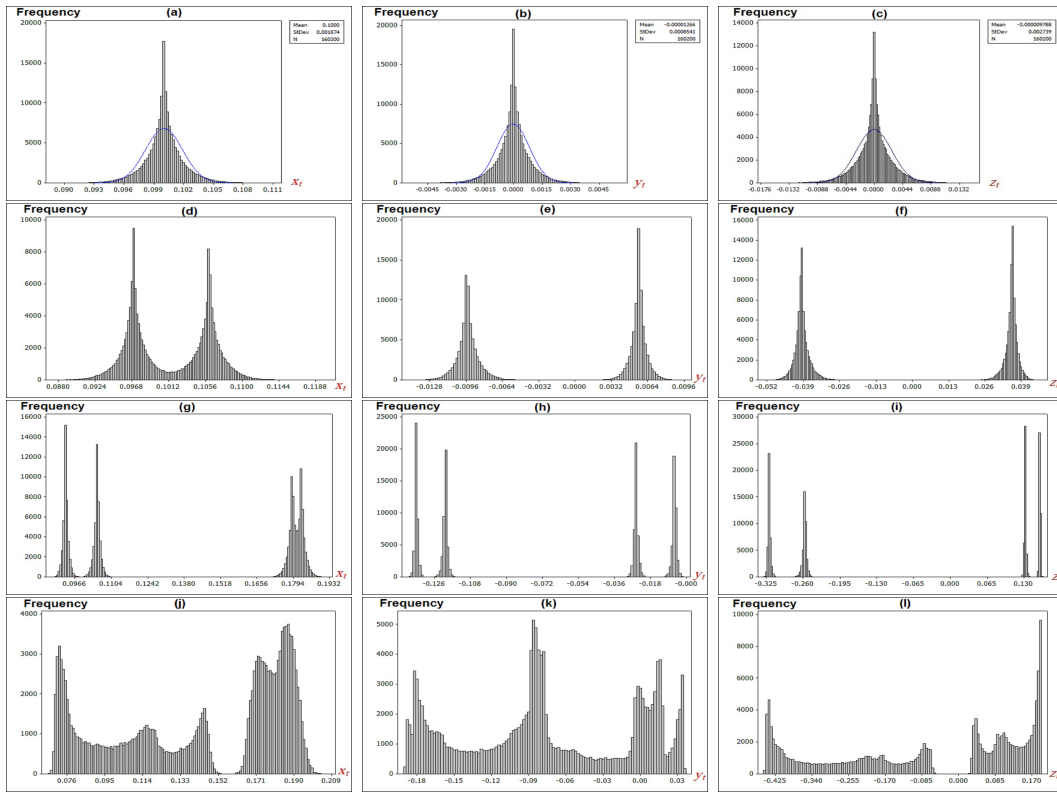 Frequency (a)
Mean 0.1000
StDev 0.001874
N 160200
20000
15000
10000
5000
0
0.090 0.093 0.096 0.099 0.102 0.105 0.108 0.111 xₜ
Frequency (b)
Mean -0.00001266
StDev 0.0008541
N 160200
20000
15000
10000
5000
0
-0.0045 -0.0030 -0.0015 0.0000 0.0015 0.0030 0.0045 yₜ
Frequency (c)
Mean -0.000009788
StDev 0.002739
N 160200
14000
12000
10000
8000
6000
4000
2000
0
-0.0176 -0.0132 -0.0088 -0.0044 0.0000 0.0044 0.0088 0.0132 zₜ
Frequency (d)
10000
8000
6000
4000
2000
0
0.0880 0.0924 0.0968 0.1012 0.1056 0.1100 0.1144 0.1188 xₜ
Frequency (e)
20000
15000
10000
5000
0
-0.0128 -0.0096 -0.0064 -0.0032 0.0000 0.0032 0.0064 0.0096 yₜ
Frequency (f)
16000
14000
12000
10000
8000
6000
4000
2000
0
-0.052 -0.039 -0.026 -0.013 0.000 0.013 0.026 0.039 zₜ
Frequency (g)
16000
14000
12000
10000
8000
6000
4000
2000
0
0.0966 0.1104 0.1242 0.1380 0.1518 0.1656 0.1794 0.1932 xₜ
Frequency (h)
25000
20000
15000
10000
5000
0
-0.126 -0.108 -0.090 -0.072 -0.054 -0.036 -0.018 -0.000 yₜ
Frequency (i)
30000
25000
20000
15000
10000
5000
0
-0.325 -0.260 -0.195 -0.130 -0.065 0.000 0.065 0.130 z
Frequency (j)
4000
3000
2000
1000
0
0.076 0.095 0.114 0.133 0.152 0.171 0.190 0.209 xₜ
Frequency (k)
5000
4000
3000
2000
1000
0
-0.18 -0.15 -0.12 -0.09 -0.06 -0.03 0.00 0.03 yₜ
Frequency (l)
10000
8000
6000
4000
2000
0
-0.425 -0.340 -0.255 -0.170 -0.085 0.000 0.085 0.170 zₜ